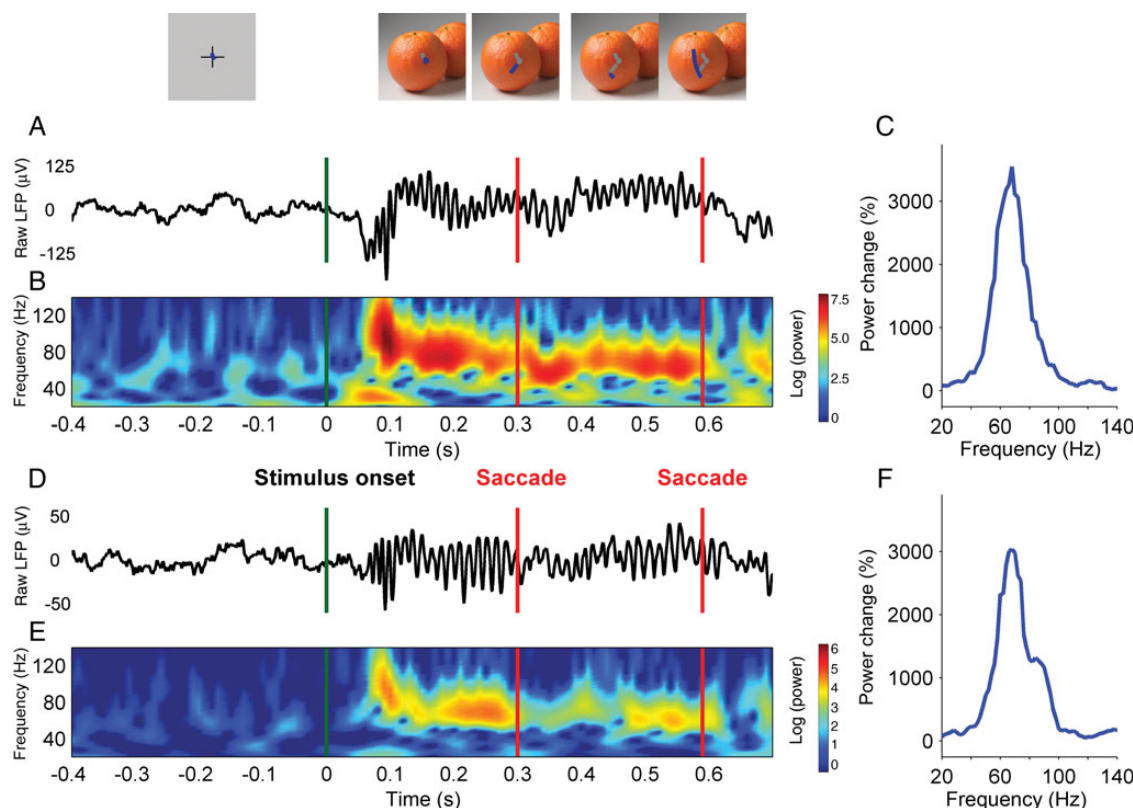 A
Raw LFP (µV)
125
0
-125
C
Power change (%)
3000
2000
1000
0
20 60 100 140
Frequency (Hz)
B
Frequency (Hz)
120
80
40
-0.4 -0.3 -0.2 -0.1 0 0.1 0.2 0.3 0.4 0.5 0.6
Time (s)
7.5
5.0
2.5
0
Log (power)
Stimulus onset Saccade Saccade
D
Raw LFP (µV)
50
0
-50
F
Power change (%)
3000
2000
1000
0
20 60 100 140
Frequency (Hz)
E
Frequency (Hz)
120
80
40
-0.4 -0.3 -0.2 -0.1 0 0.1 0.2 0.3 0.4 0.5 0.6
Time (s)
6
5
4
3
2
1
0
Log (power)